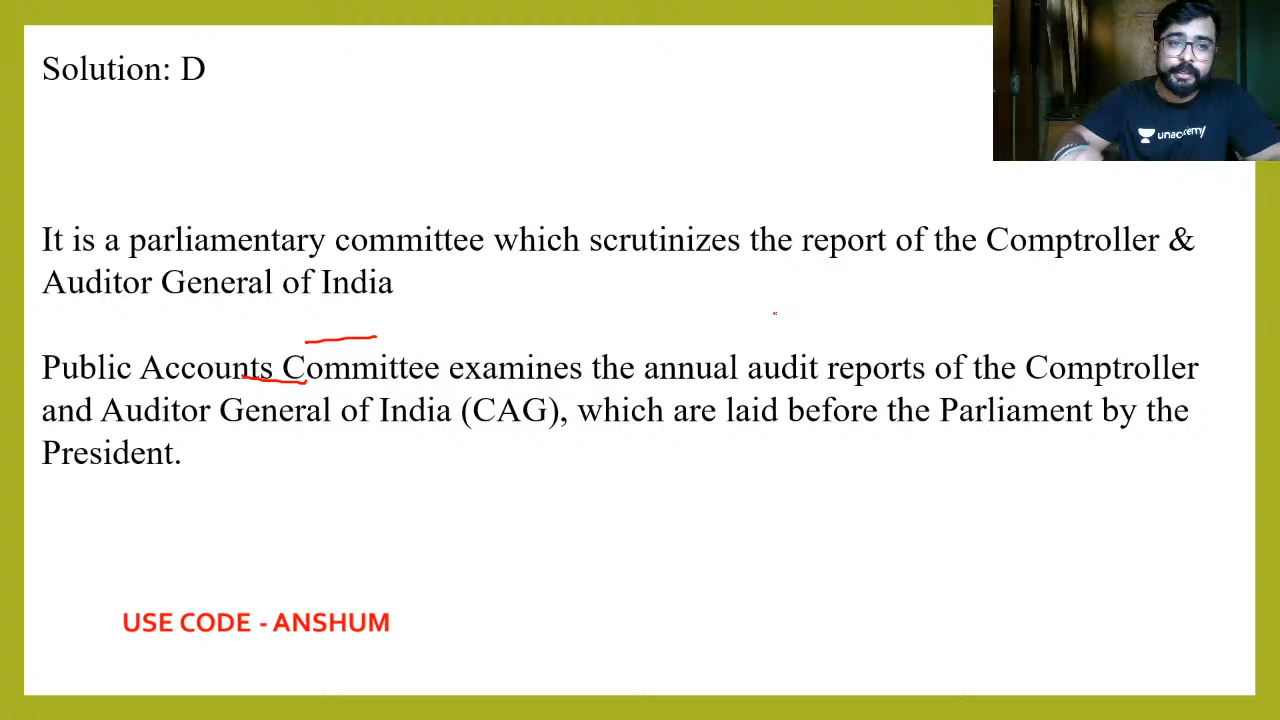 Solution: D
unacademy
It is a parliamentary committee which scrutinizes the report of the Comptroller &
Auditor General of India
Public Accounts Committee examines the annual audit reports of the Comptroller
and Auditor General of India (CAG), which are laid before the Parliament by the
President.
USE CODE - ANSHUM